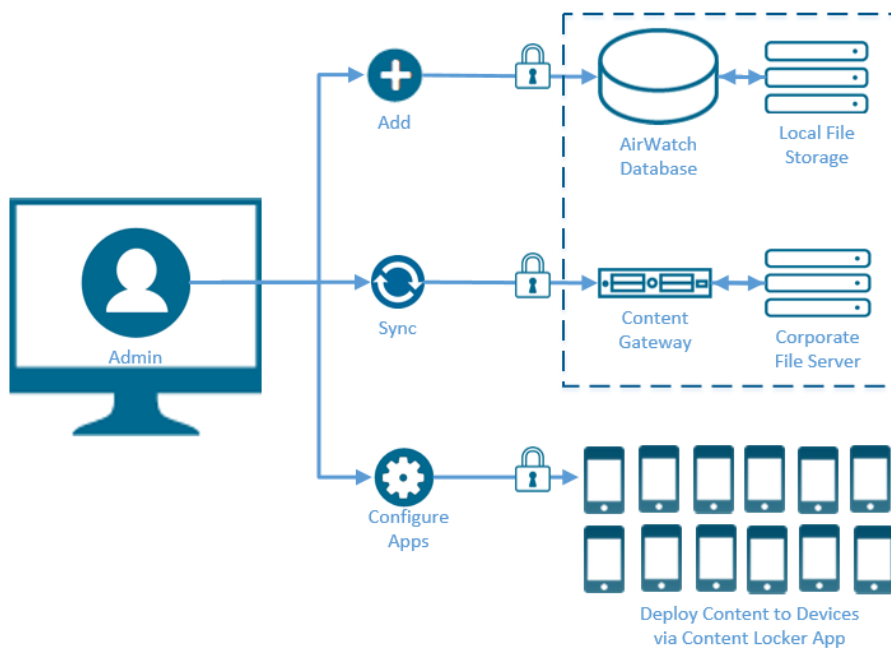 Add
AirWatch
Database
Local File
Storage
Admin
Sync
Content
Gateway
Corporate
File Server
Configure
Apps
Deploy Content to Devices
via Content Locker App